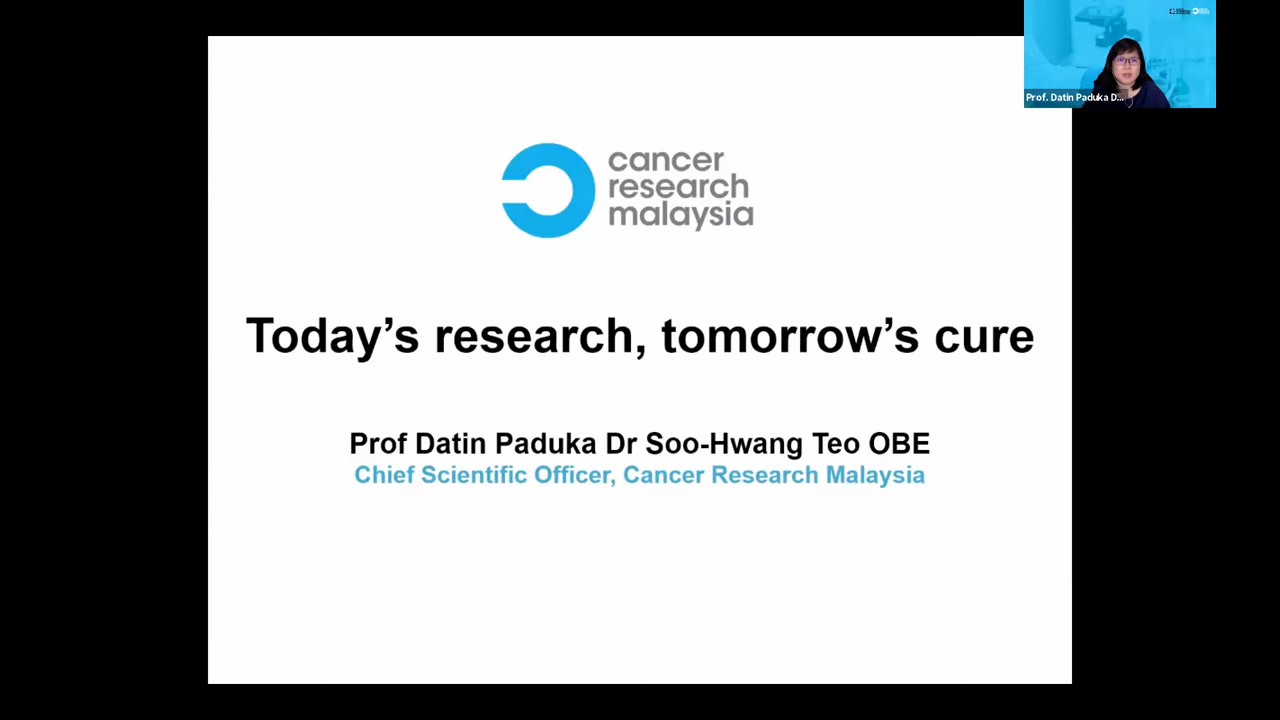 Prof. Datin Paduka D...
cancer
research
malaysia
Today’s research, tomorrow’s cure
Prof Datin Paduka Dr Soo-Hwang Teo OBE
Chief Scientific Officer, Cancer Research Malaysia